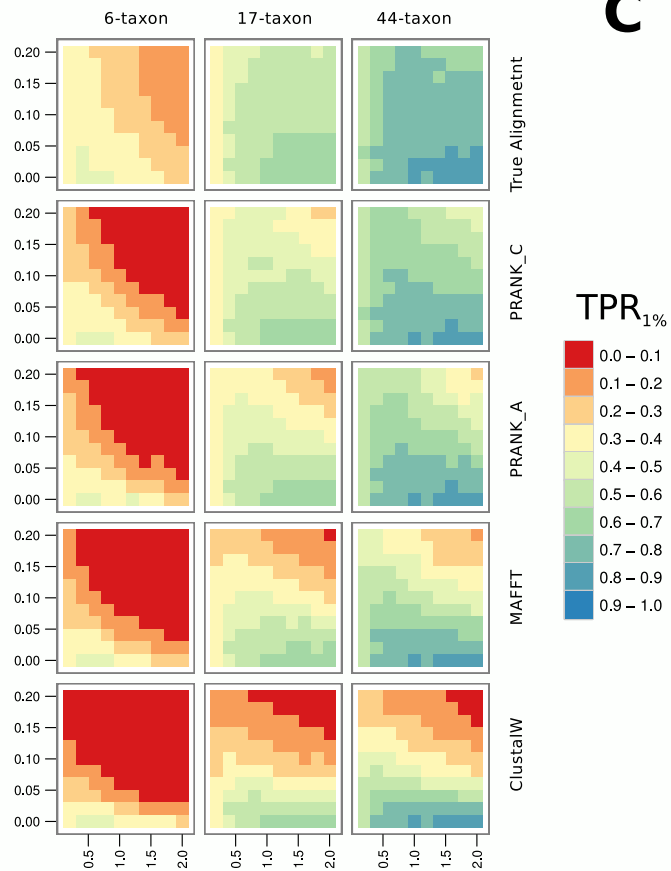 C
6-taxon 17-taxon 44-taxon
0.20
0.15
0.10
0.05
0.00
True Alignmetnt
0.20
0.15
0.10
0.05
0.00
PRANK_C
0.20
0.15
0.10
0.05
0.00
PRANK_A
0.20
0.15
0.10
0.05
0.00
MAFFT
0.20
0.15
0.10
0.05
0.00
ClustalW
0.5 1.0 1.5 2.0 0.5 1.0 1.5 2.0 0.5 1.0 1.5 2.0
TPR1%
0.0 – 0.1
0.1 – 0.2
0.2 – 0.3
0.3 – 0.4
0.4 – 0.5
0.5 – 0.6
0.6 – 0.7
0.7 – 0.8
0.8 – 0.9
0.9 – 1.0